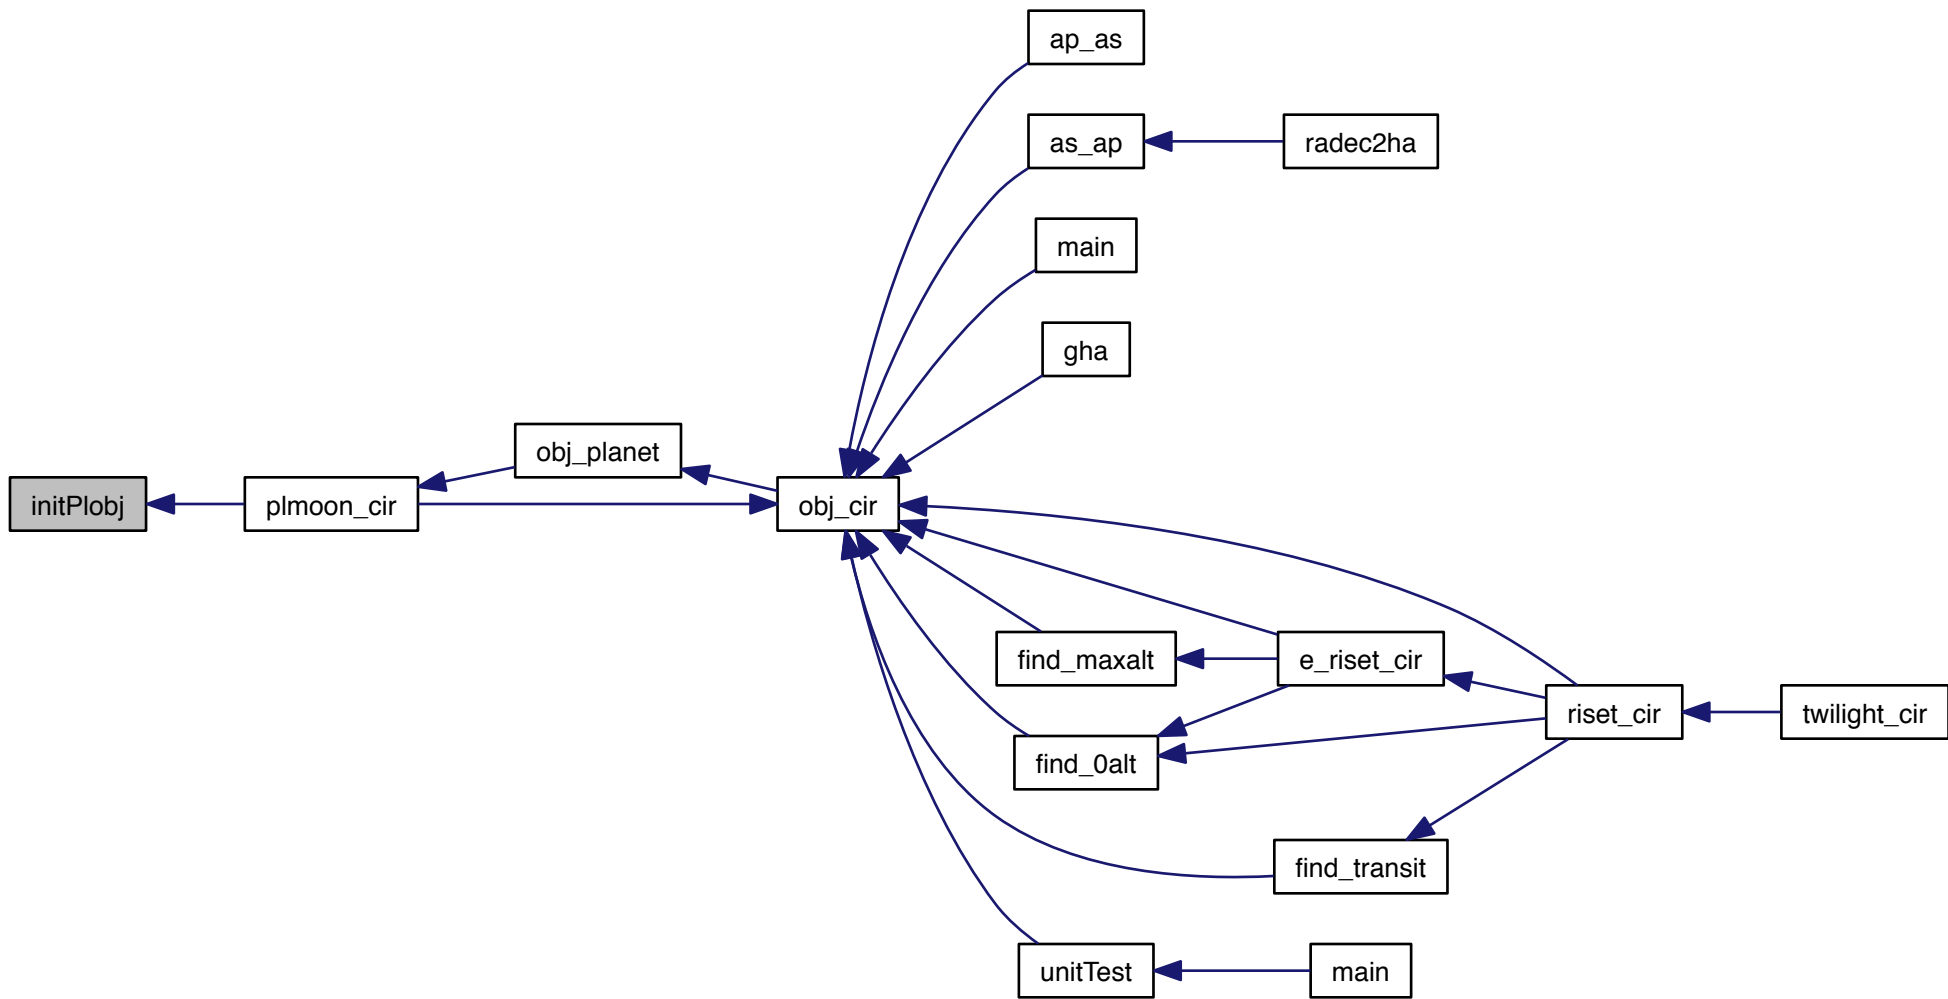 ap_as
as_ap
radec2ha
main
gha
obj_planet
initPlobj
plmoon_cir
obj_cir
find_maxalt
e_riset_cir
riset_cir
twilight_cir
find_0alt
find_transit
unitTest
main